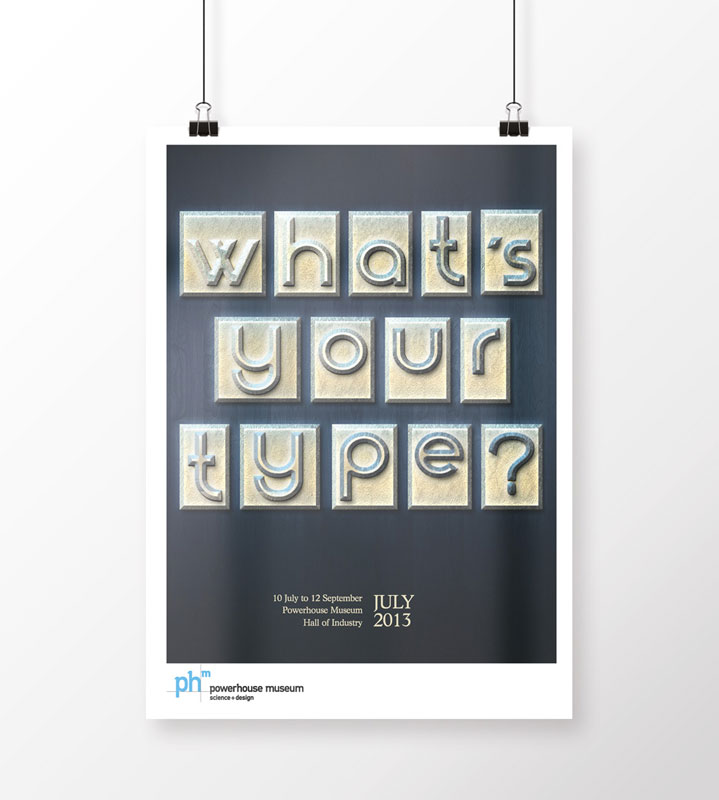 what's
your
type?
10 July to 12 September
Powerhouse Museum
Hall of Industry
JULY
2013
phm
powerhouse museum
science+design